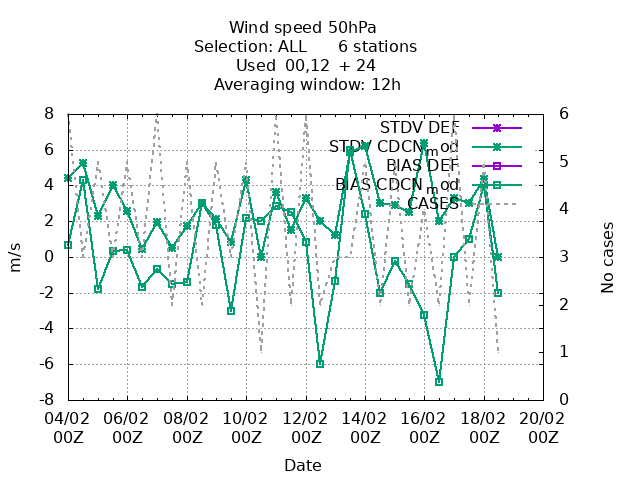 Wind speed 50hPa
Selection: ALL 6 stations
Used 00,12 + 24
Averaging window: 12h
STDV DEF
STDV CDCN_mod
BIAS DEF
BIAS CDCN_mod
CASES
8
6
4
2
0
-2
-4
-6
-8
m/s
6
5
4
3
2
1
0
No cases
04/02 06/02 08/02 10/02 12/02 14/02 16/02 18/02 20/02
00Z 00Z 00Z 00Z 00Z 00Z 00Z 00Z 00Z
Date